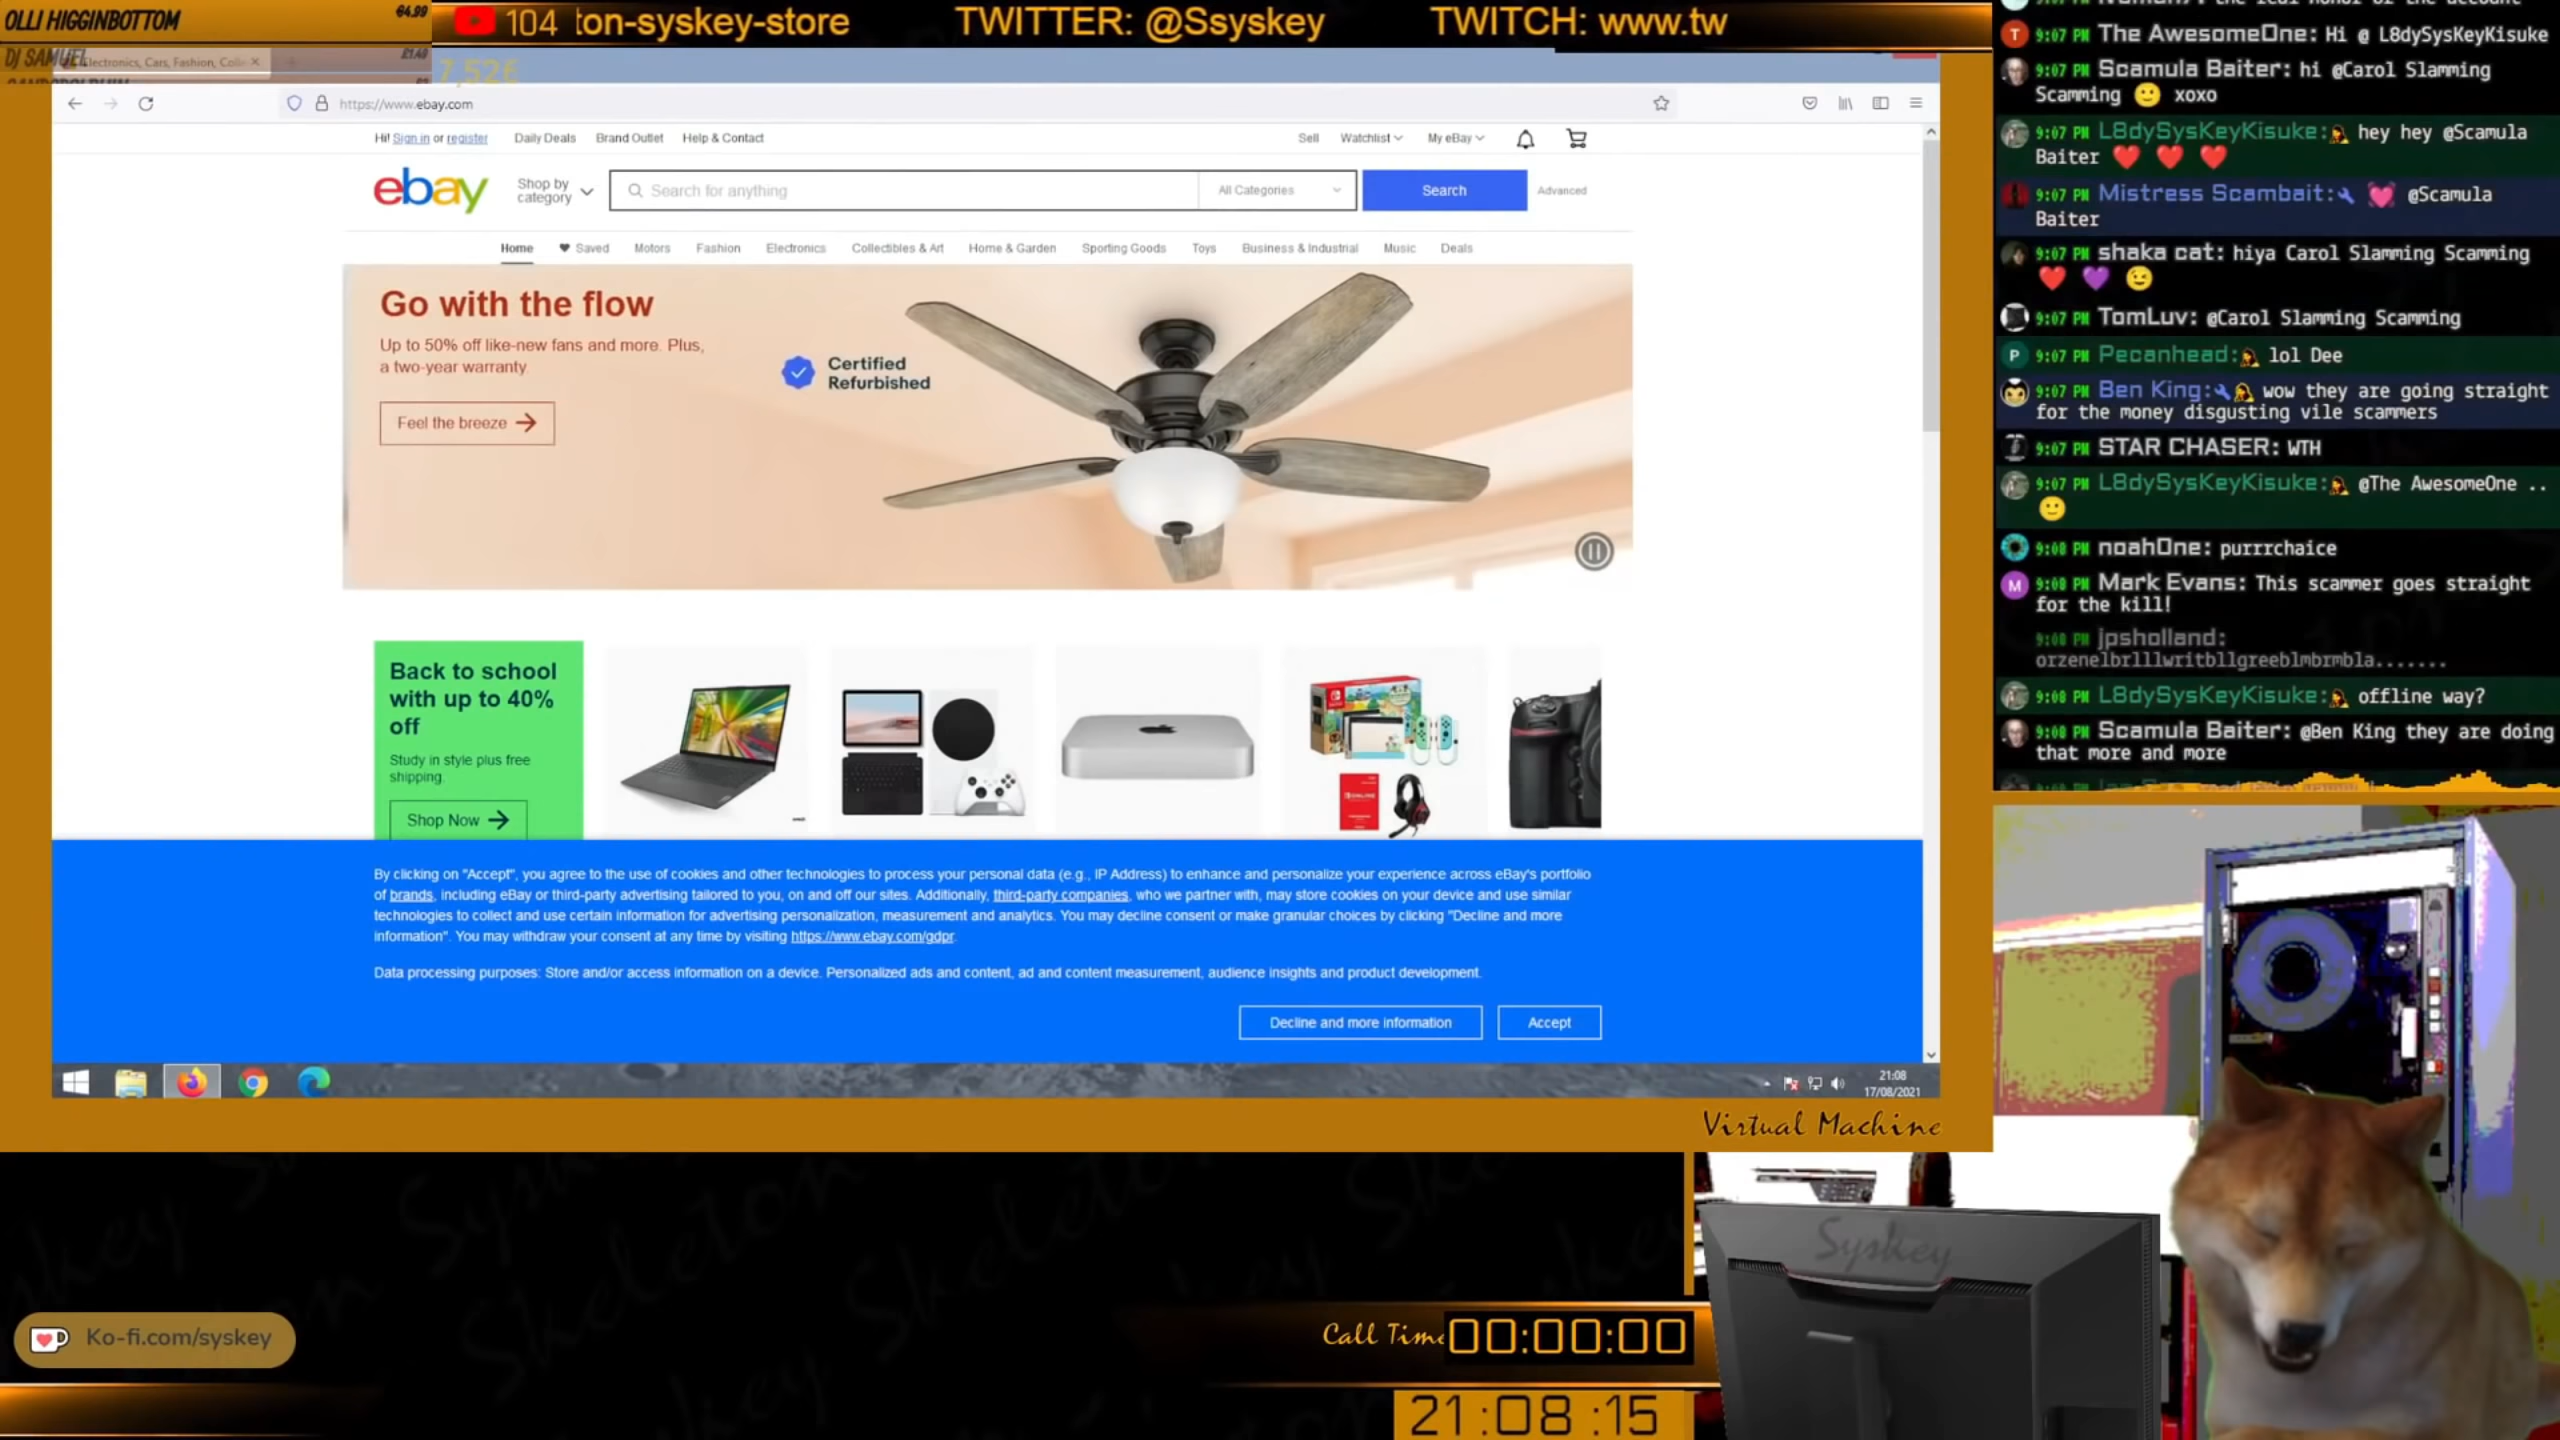 OLLI HIGGINBOTTOM €4.99
DJ SAMUEL £1.49
104 ton-syskey-store TWITTER: @Ssyskey TWITCH: www.tw
7,52€
Electronics, Cars, Fashion, Colle
https://www.ebay.com
Hi! Sign in or register Daily Deals Brand Outlet Help & Contact Sell Watchlist My eBay
ebay
Shop by
category
Search for anything All Categories Search Advanced
Home Saved Motors Fashion Electronics Collectibles & Art Home & Garden Sporting Goods Toys Business & Industrial Music Deals
Go with the flow
Up to 50% off like-new fans and more. Plus,
a two-year warranty.
Feel the breeze
Certified
Refurbished
Back to school
with up to 40%
off
Study in style plus free
shipping.
Shop Now
By clicking on "Accept", you agree to the use of cookies and other technologies to process your personal data (e.g., IP Address) to enhance and personalize your experience across eBay's portfolio
of brands, including eBay or third-party advertising tailored to you, on and off our sites. Additionally, third-party companies, who we partner with, may store cookies on your device and use similar
technologies to collect and use certain information for advertising personalization, measurement and analytics. You may decline consent or make granular choices by clicking "Decline and more
information". You may withdraw your consent at any time by visiting https://www.ebay.com/gdpr.
Data processing purposes: Store and/or access information on a device. Personalized ads and content, ad and content measurement, audience insights and product development.
Decline and more information Accept
21:08
17/08/2021
Virtual Machine
9:07 PM The AwesomeOne: Hi @ L8dySysKeyKisuke
9:07 PM Scamula Baiter: hi @Carol Slamming
Scamming 🙂 xoxo
9:07 PM L8dySysKeyKisuke: hey hey @Scamula
Baiter ❤️ ❤️ ❤️
9:07 PM Mistress Scambait: 💓 @Scamula
Baiter
9:07 PM shaka cat: hiya Carol Slamming Scamming
❤️ 💜 😉
9:07 PM TomLuv: @Carol Slamming Scamming
P 9:07 PM Pecanhead: lol Dee
9:07 PM Ben King: wow they are going straight
for the money disgusting vile scammers
9:07 PM STAR CHASER: WTH
9:07 PM L8dySysKeyKisuke: @The AwesomeOne ..
🙂
9:08 PM noahOne: purrrchaice
M 9:08 PM Mark Evans: This scammer goes straight
for the kill!
9:08 PM jpsholland:
orzenelbrlllwritbllgreeblmbrmbla.......
9:08 PM L8dySysKeyKisuke: offline way?
9:08 PM Scamula Baiter: @Ben King they are doing
that more and more
Syskey
Ko-fi.com/syskey
Call Time 00:00:00
21:08:15